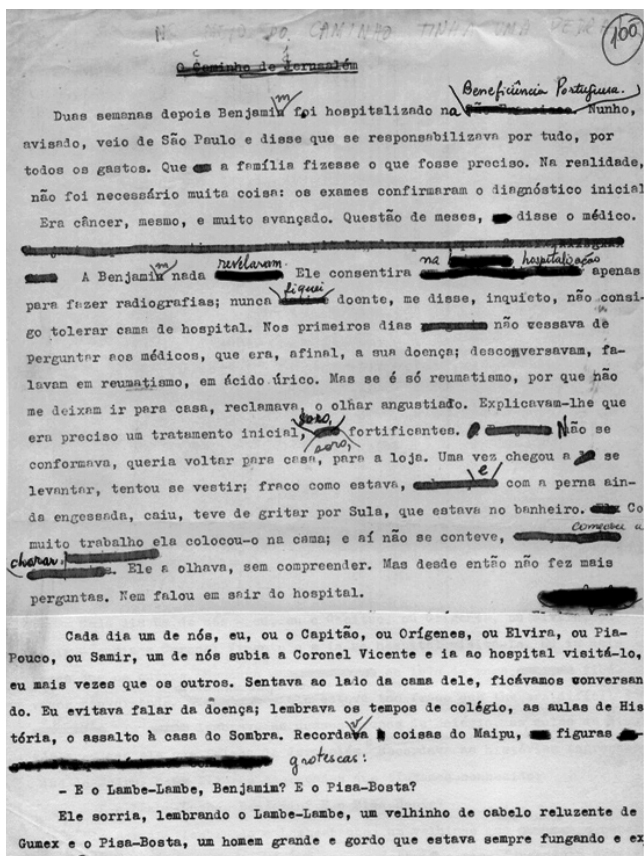 NO MEIO DO CAMINHO TINHA UMA PEDRA
100
O Caminho de Jerusalém
Beneficência Portuguesa.
Duas semanas depois Benjamim foi hospitalizado na Nunho,
avisado, veio de São Paulo e disse que se responsabilizava por tudo, por
todos os gastos. Que a família fizesse o que fosse preciso. Na realidade,
não foi necessário muita coisa: os exames confirmaram o diagnóstico inicial
Era câncer, mesmo, e muito avançado. Questão de meses, disse o médico.
A Benjamim nada revelaram. Ele consentira na hospitalização apenas
para fazer radiografias; nunca fiquei doente, me disse, inquieto, não consi-
go tolerar cama de hospital. Nos primeiros dias não cessava de
perguntar aos médicos, que era, afinal, a sua doença; desconversavam, fa-
lavam em reumatismo, em ácido úrico. Mas se é só reumatismo, por que não
me deixam ir para casa, reclamava, o olhar angustiado. Explicavam-lhe que
era preciso um tratamento inicial, soro, fortificantes. Não se
conformava, queria voltar para casa, para a loja. Uma vez chegou a se
levantar, tentou se vestir; fraco como estava, e com a perna ain-
da engessada, caiu, teve de gritar por Sula, que estava no banheiro. Co
muito trabalho ela colocou-o na cama; e aí não se conteve, começou a
chorar. Ele a olhava, sem compreender. Mas desde então não fez mais
perguntas. Nem falou em sair do hospital.
Cada dia um de nós, eu, ou o Capitão, ou Orígenes, ou Elvira, ou Pia-
Pouco, ou Samir, um de nós subia a Coronel Vicente e ia ao hospital visitá-lo,
eu mais vezes que os outros. Sentava ao laio da cama dele, ficávamos conversan
do. Eu evitava falar da doença; lembrava os tempos de colégio, as aulas de His
tória, o assalto à casa do Sombra. Recordava coisas do Maipu, figuras
grotescas:
- E o Lambe-Lambe, Benjamim? E o Pisa-Bosta?
Ele sorria, lembrando o Lambe-Lambe, um velhinho de cabelo reluzente de
Gumex e o Pisa-Bosta, um homem grande e gordo que estava sempre fungando e ex